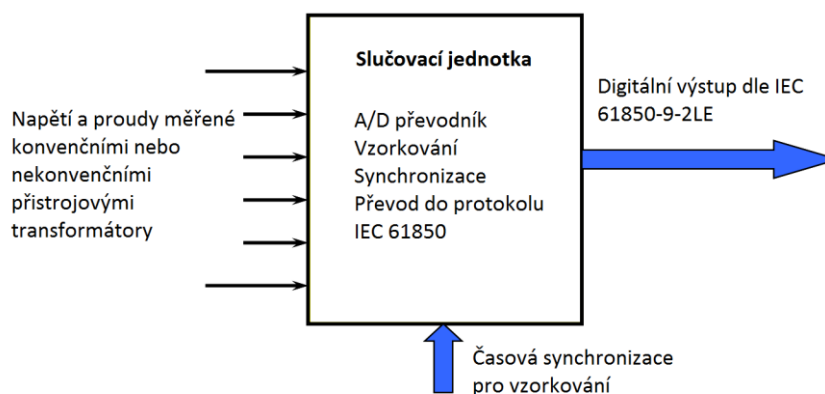 Slučovací jednotka
Napětí a proudy měřené
konvenčními nebo
nekonvenčními
přistrojovými
transformátory
A/D převodník
Vzorkování
Synchronizace
Převod do protokolu
IEC 61850
Digitální výstup dle IEC
61850-9-2LE
Časová synchronizace
pro vzorkování